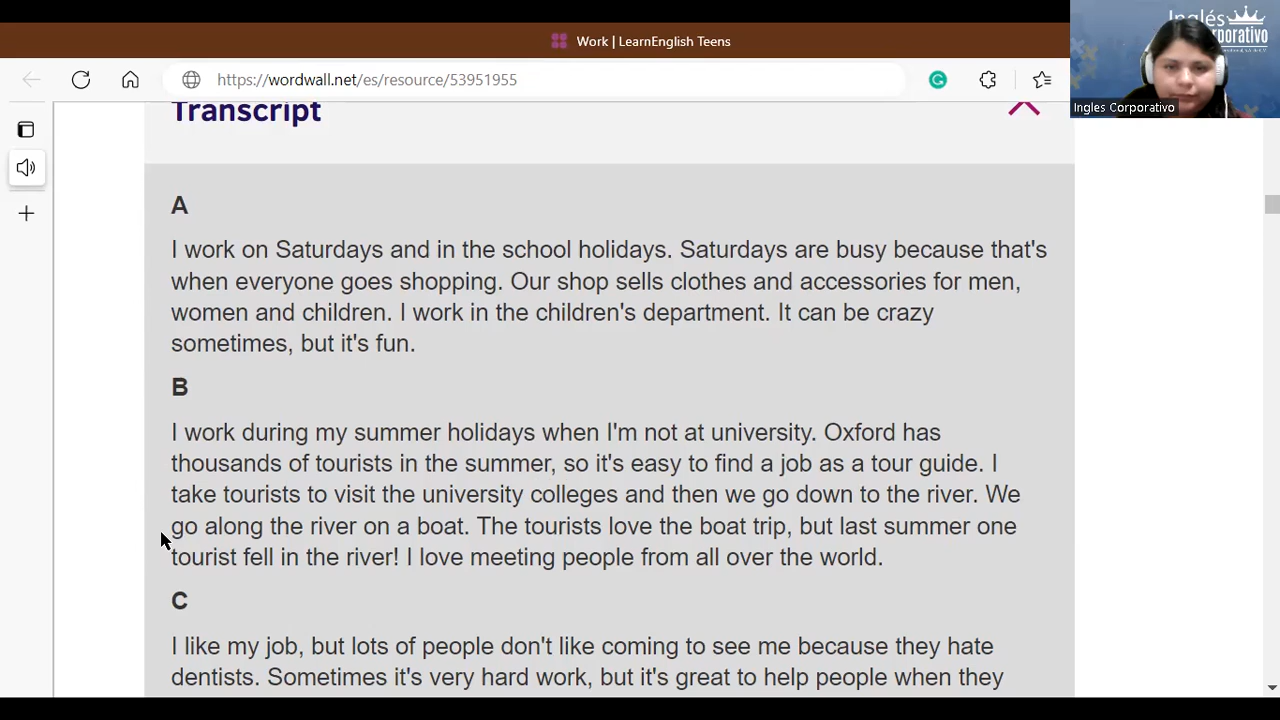 Work | LearnEnglish Teens
Inglés
Corporativo
https://wordwall.net/es/resource/53951955
Ingles Corporativo
Transcript
A
I work on Saturdays and in the school holidays. Saturdays are busy because that's
when everyone goes shopping. Our shop sells clothes and accessories for men,
women and children. I work in the children's department. It can be crazy
sometimes, but it's fun.
B
I work during my summer holidays when I'm not at university. Oxford has
thousands of tourists in the summer, so it's easy to find a job as a tour guide. I
take tourists to visit the university colleges and then we go down to the river. We
go along the river on a boat. The tourists love the boat trip, but last summer one
tourist fell in the river! I love meeting people from all over the world.
C
I like my job, but lots of people don't like coming to see me because they hate
dentists. Sometimes it's very hard work, but it's great to help people when they